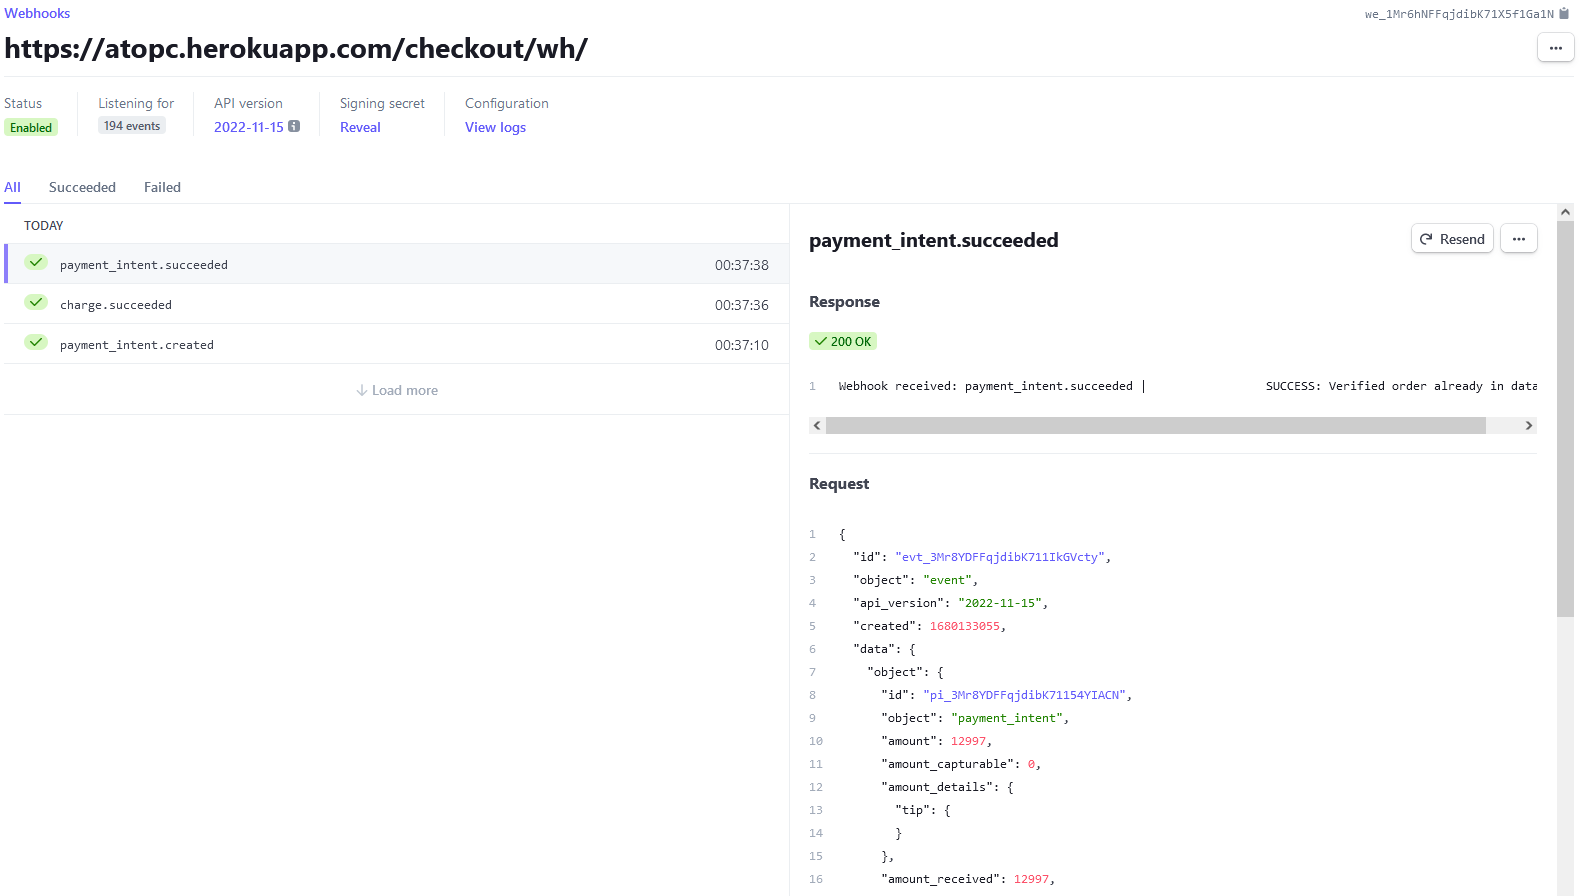 Webhooks
we_1Mr6hNFFqjdibK71X5f1Ga1N
https://atopc.herokuapp.com/checkout/wh/
Status
Listening for
API version
Signing secret
Configuration
Enabled
194 events
2022-11-15
Reveal
View logs
All
Succeeded
Failed
TODAY
payment_intent.succeeded 00:37:38
charge.succeeded 00:37:36
payment_intent.created 00:37:10
Load more
payment_intent.succeeded
Resend
Response
200 OK
1 Webhook received: payment_intent.succeeded | SUCCESS: Verified order already in data
Request
1 {
2 "id": "evt_3Mr8YDFFqjdibK711IkGVcty",
3 "object": "event",
4 "api_version": "2022-11-15",
5 "created": 1680133055,
6 "data": {
7 "object": {
8 "id": "pi_3Mr8YDFFqjdibK71154YIACN",
9 "object": "payment_intent",
10 "amount": 12997,
11 "amount_capturable": 0,
12 "amount_details": {
13 "tip": {
14 }
15 },
16 "amount_received": 12997,